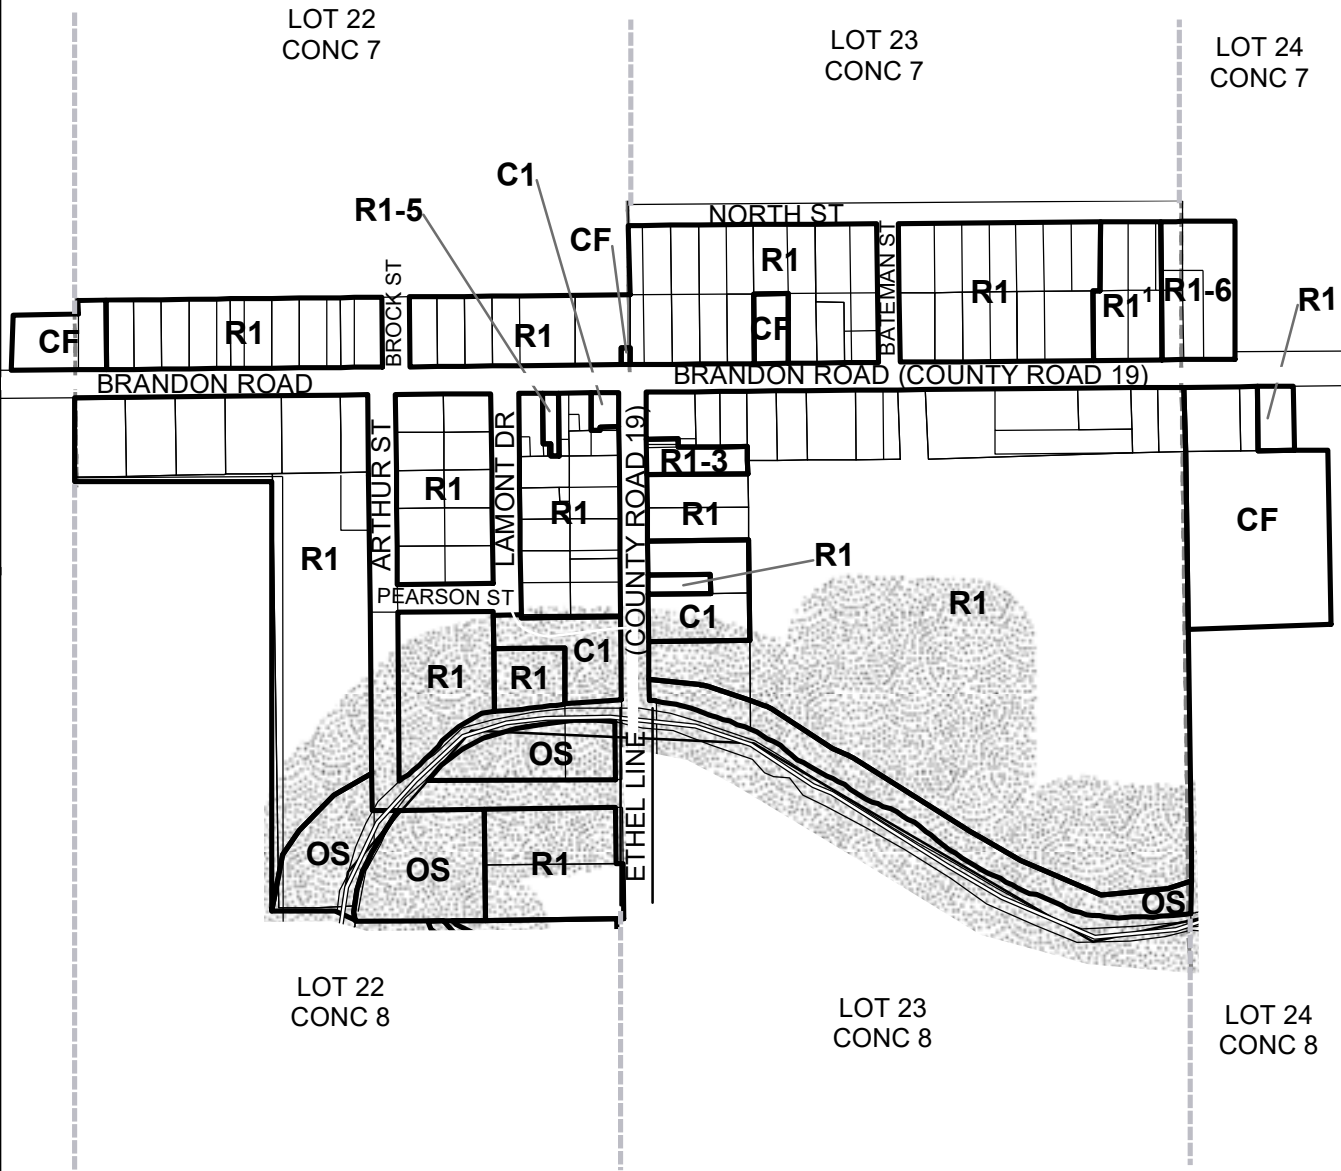 LOT 22
CONC 7
LOT 23
CONC 7
LOT 24
CONC 7
C1
R1-5
CF
NORTH ST
BROCK ST
BATEMAN ST
R1
R1
R1¹
R1-6
R1
CF
R1
R1
CF
BRANDON ROAD
BRANDON ROAD (COUNTY ROAD 19)
ARTHUR ST
LAMONT DR
(COUNTY ROAD 19)
R1-3
R1
R1
R1
CF
R1
R1
PEARSON ST
R1
C1
C1
R1
R1
OS
ETHEL LINE
OS
OS
R1
OS
LOT 22
CONC 8
LOT 23
CONC 8
LOT 24
CONC 8